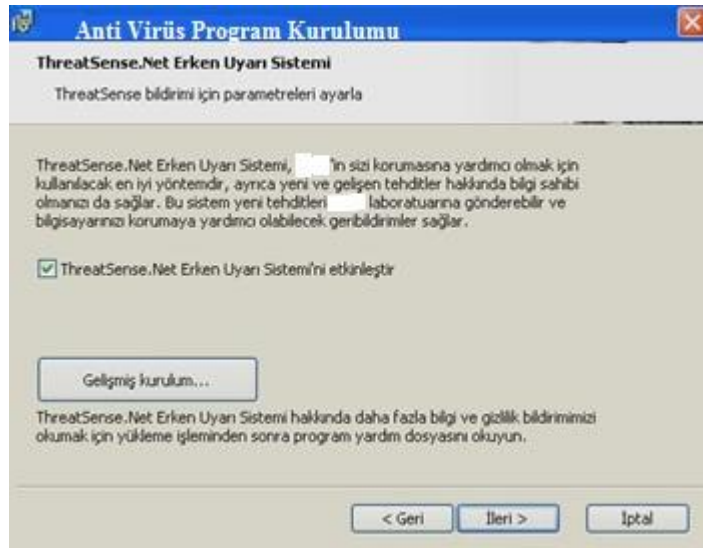 Anti Virüs Program Kurulumu
ThreatSense.Net Erken Uyarı Sistemi
ThreatSense bildirimi için parametreleri ayarla
ThreatSense.Net Erken Uyarı Sistemi, 'in sizi korumasına yardımcı olmak için
kullanılacak en iyi yöntemdir, ayrıca yeni ve gelişen tehditler hakkında bilgi sahibi
olmanızı da sağlar. Bu sistem yeni tehditleri laboratuarına gönderebilir ve
bilgisayarınızı korumaya yardımcı olabilecek geribildirimler sağlar.
ThreatSense.Net Erken Uyarı Sistemi'ni etkinleştir
Gelişmiş kurulum...
ThreatSense.Net Erken Uyarı Sistemi hakkında daha fazla bilgi ve gizlilik bildirimimizi
okumak için yükleme işleminden sonra program yardım dosyasını okuyun.
< Geri İleri > İptal